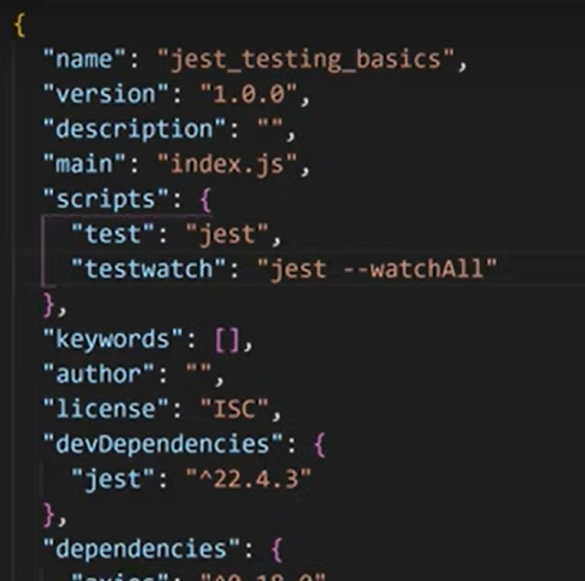 {
"name": "jest_testing_basics",
"version": "1.0.0",
"description": "",
"main": "index.js",
"scripts": {
"test": "jest",
"testwatch": "jest --watchAll"
},
"keywords": [],
"author": "",
"license": "ISC",
"devDependencies": {
"jest": "^22.4.3"
},
"dependencies": {
"axios": "^0.18.0"